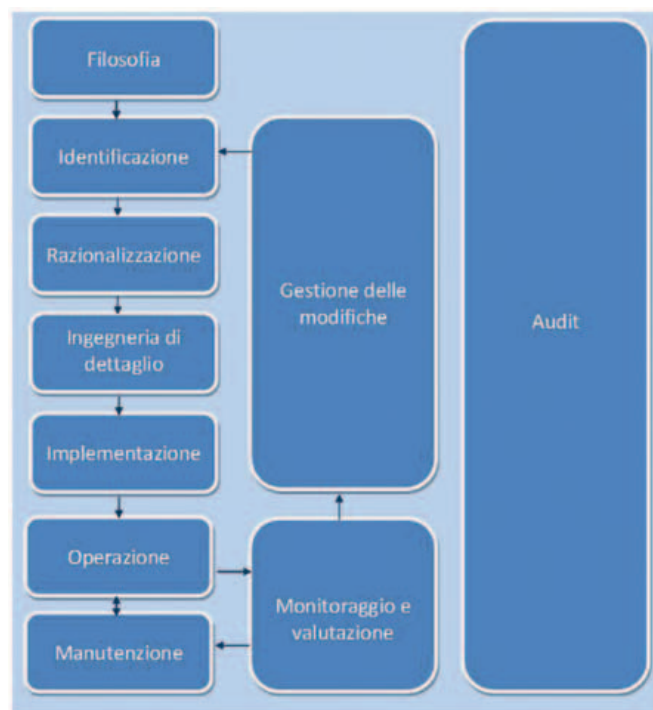 Filosofia
Identificazione
Razionalizzazione
Ingegneria di
dettaglio
Implementazione
Operazione
Manutenzione
Gestione delle
modifiche
Monitoraggio e
valutazione
Audit